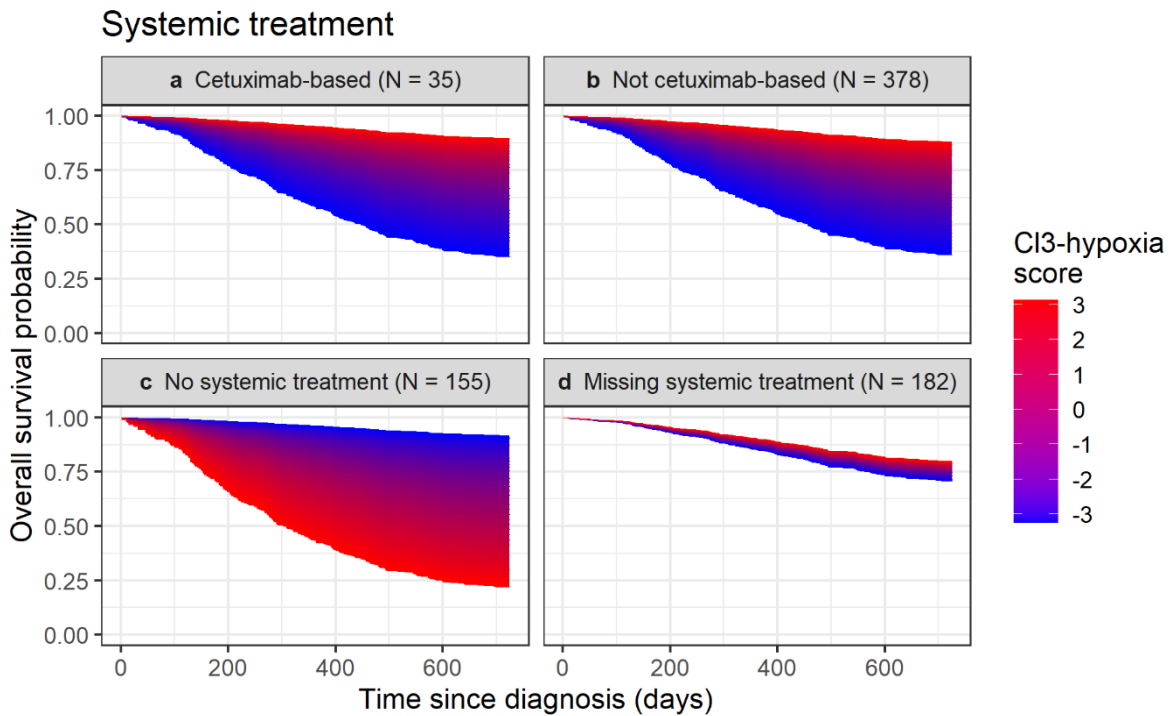 Systemic treatment
a Cetuximab-based (N = 35)
b Not cetuximab-based (N = 378)
1.00
0.75
0.50
0.25
0.00
c No systemic treatment (N = 155)
d Missing systemic treatment (N = 182)
1.00
0.75
0.50
0.25
0.00
0 200 400 600
0 200 400 600
Time since diagnosis (days)
Overall survival probability
Cl3-hypoxia
score
3
2
1
0
-1
-2
-3